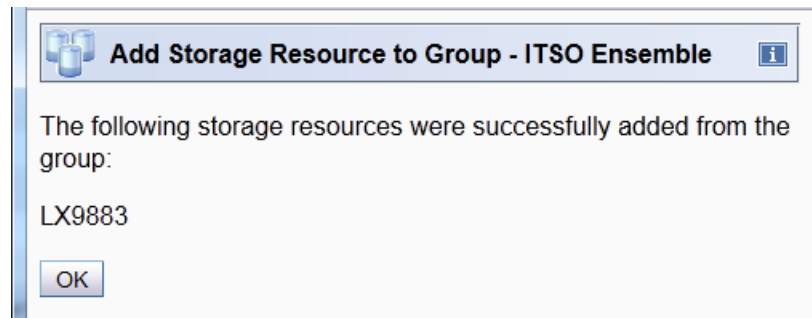 Add Storage Resource to Group - ITSO Ensemble i
The following storage resources were successfully added from the
group:
LX9883
OK